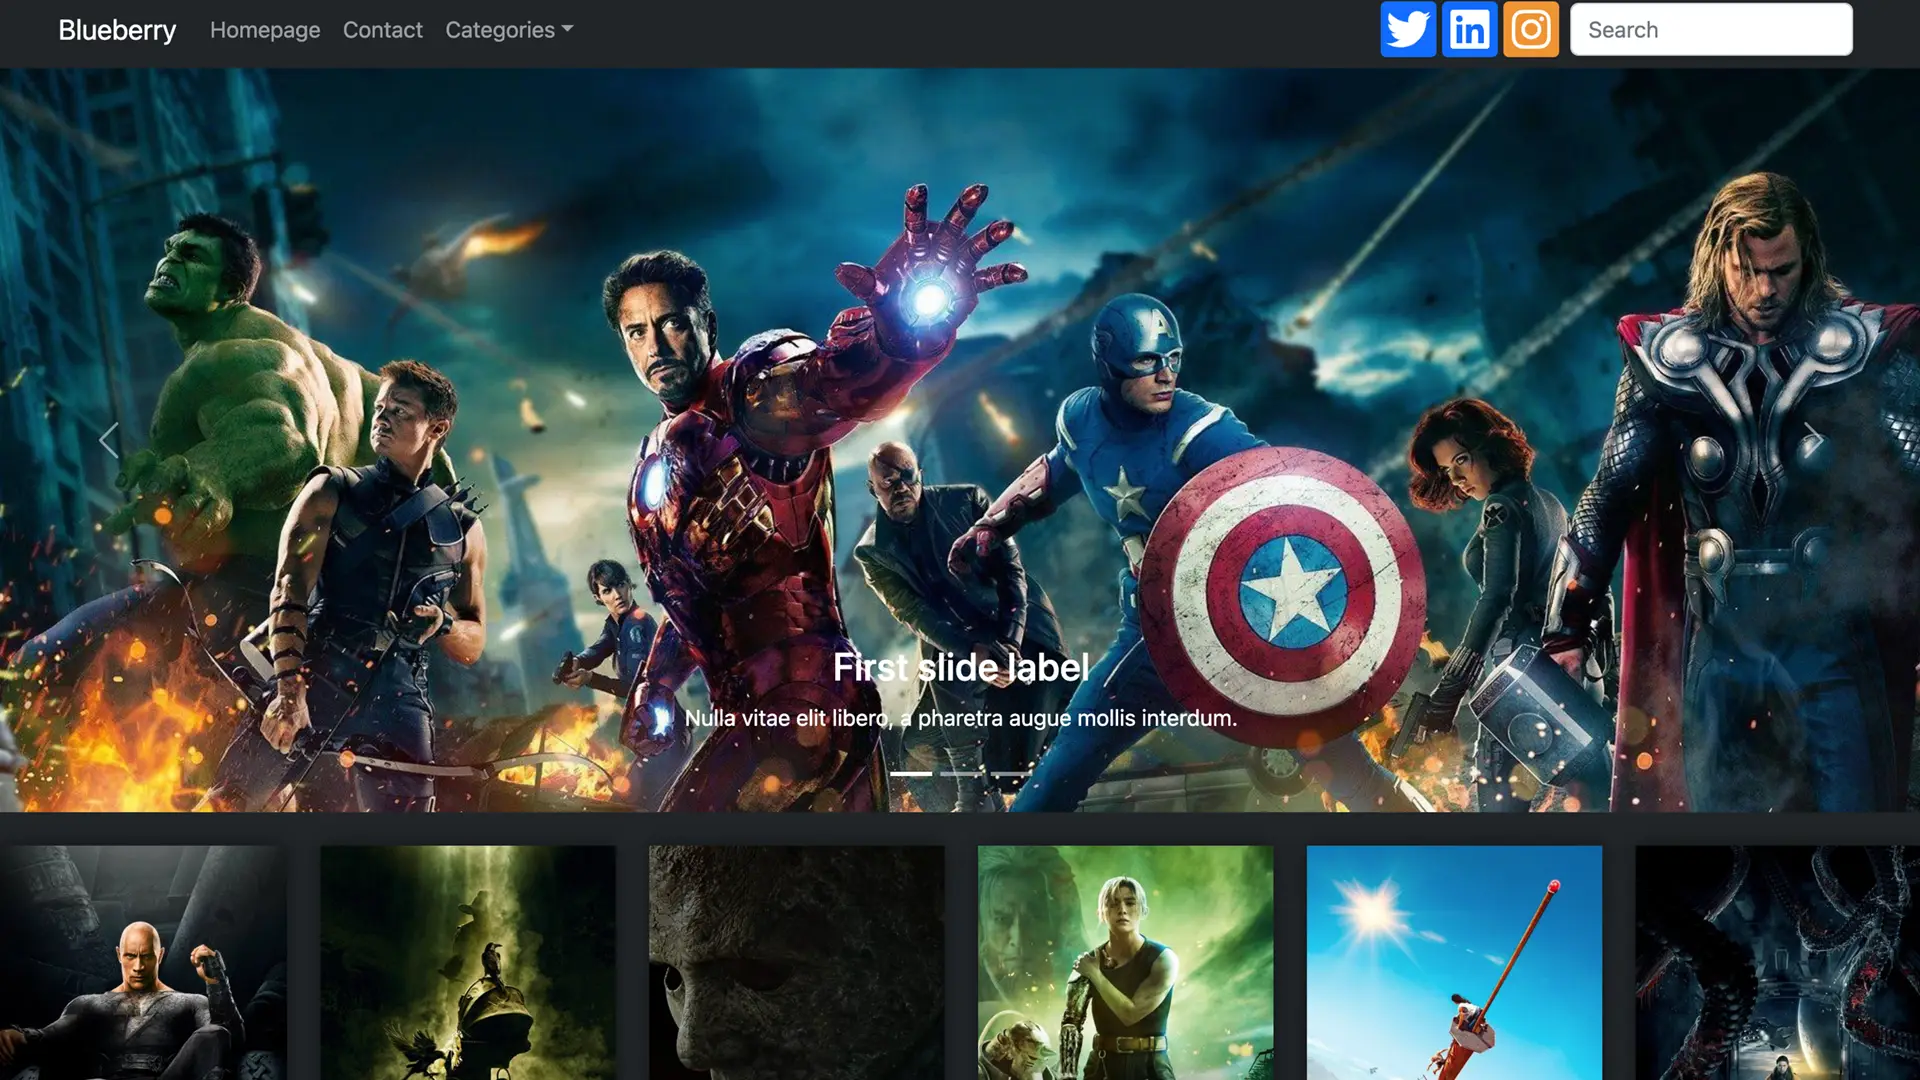 Blueberry Homepage Contact Categories Search
A
First slide label
Nulla vitae elit libero, a pharetra augue mollis interdum.